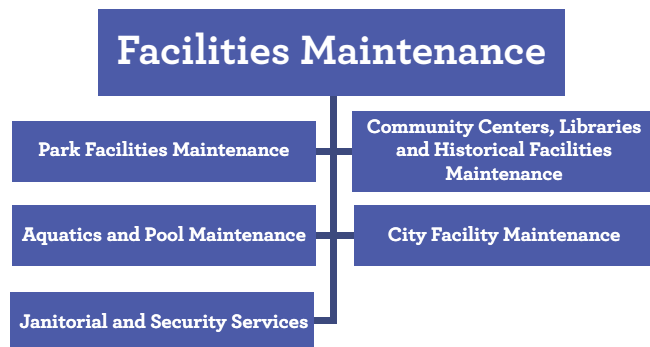 Facilities Maintenance
Park Facilities Maintenance
Community Centers, Libraries
and Historical Facilities
Maintenance
Aquatics and Pool Maintenance
City Facility Maintenance
Janitorial and Security Services